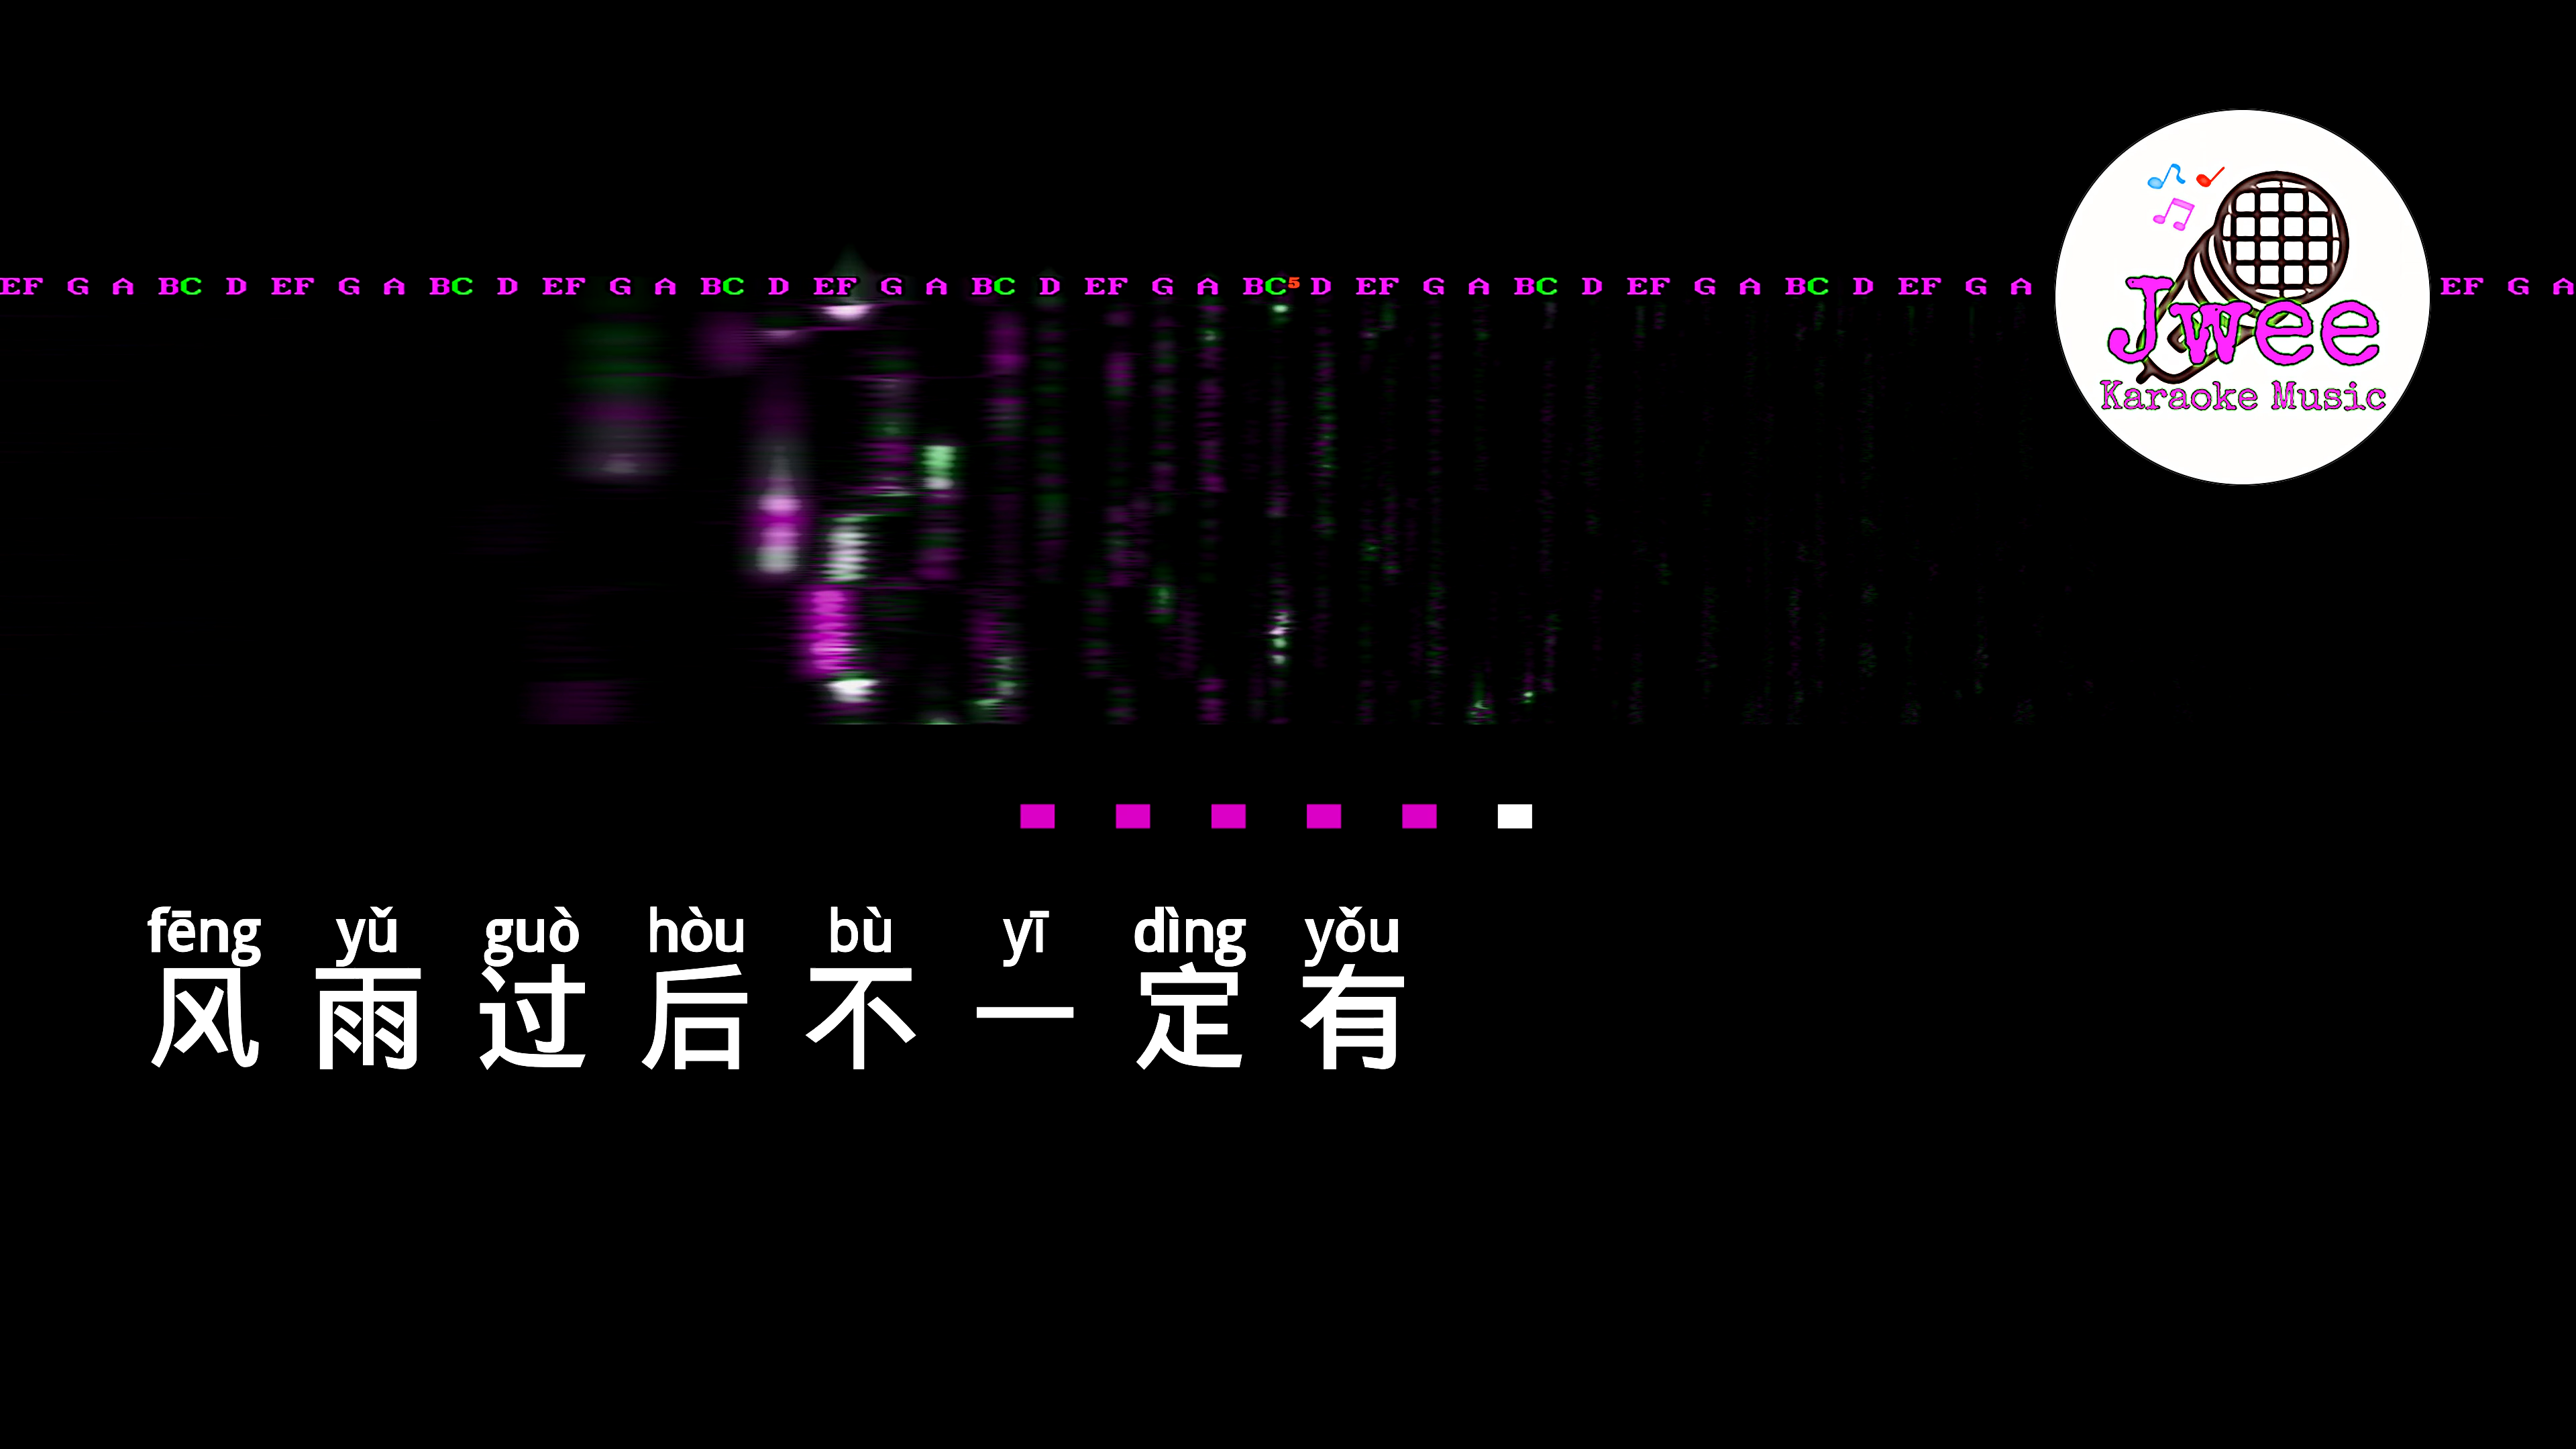 EF G A BC D EF G A BC D EF G A BC D EF G A BC D EF G A BC5 D EF G A BC D EF G A BC D EF G A EF G A
Jwee
Karaoke Music
fēng yǔ guò hòu bù yī dìng yǒu
风 雨 过 后 不 一 定 有